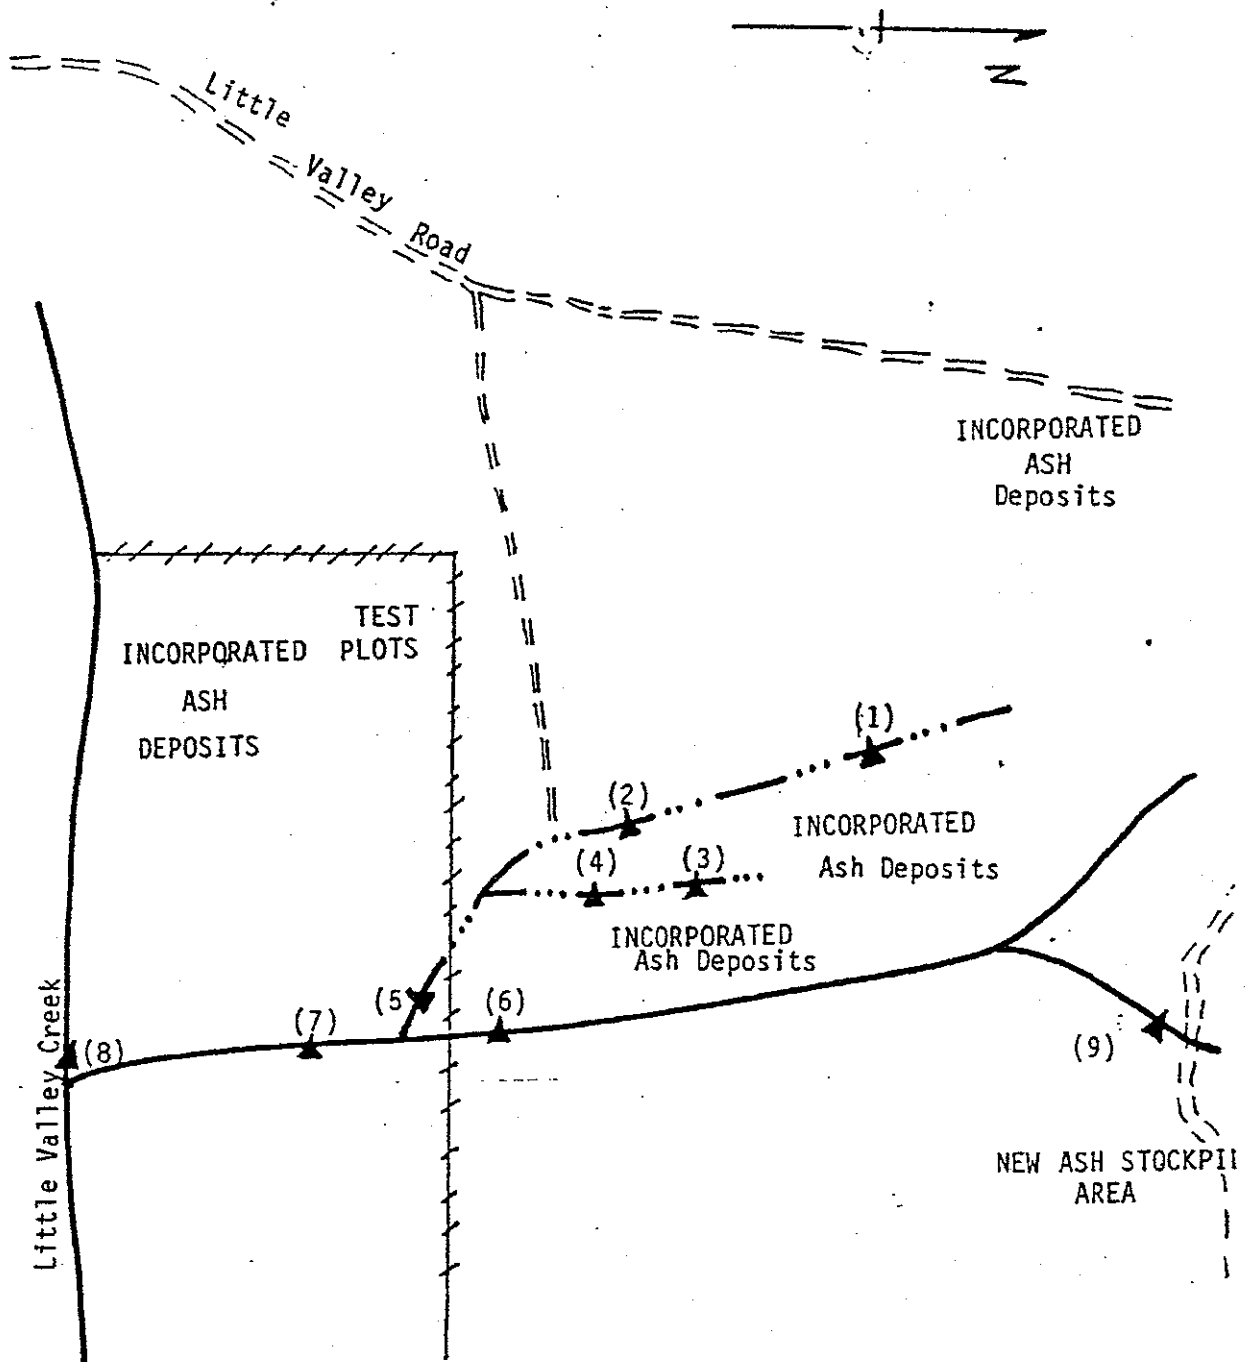 N
Little
Valley
Road
INCORPORATED
ASH
Deposits
TEST
PLOTS
INCORPORATED
ASH
DEPOSITS
(1)
(2)
INCORPORATED
Ash Deposits
(4)
(3)
INCORPORATED
Ash Deposits
(5
(6)
(7)
(8)
(9)
Little Valley Creek
NEW ASH STOCKPIL
AREA